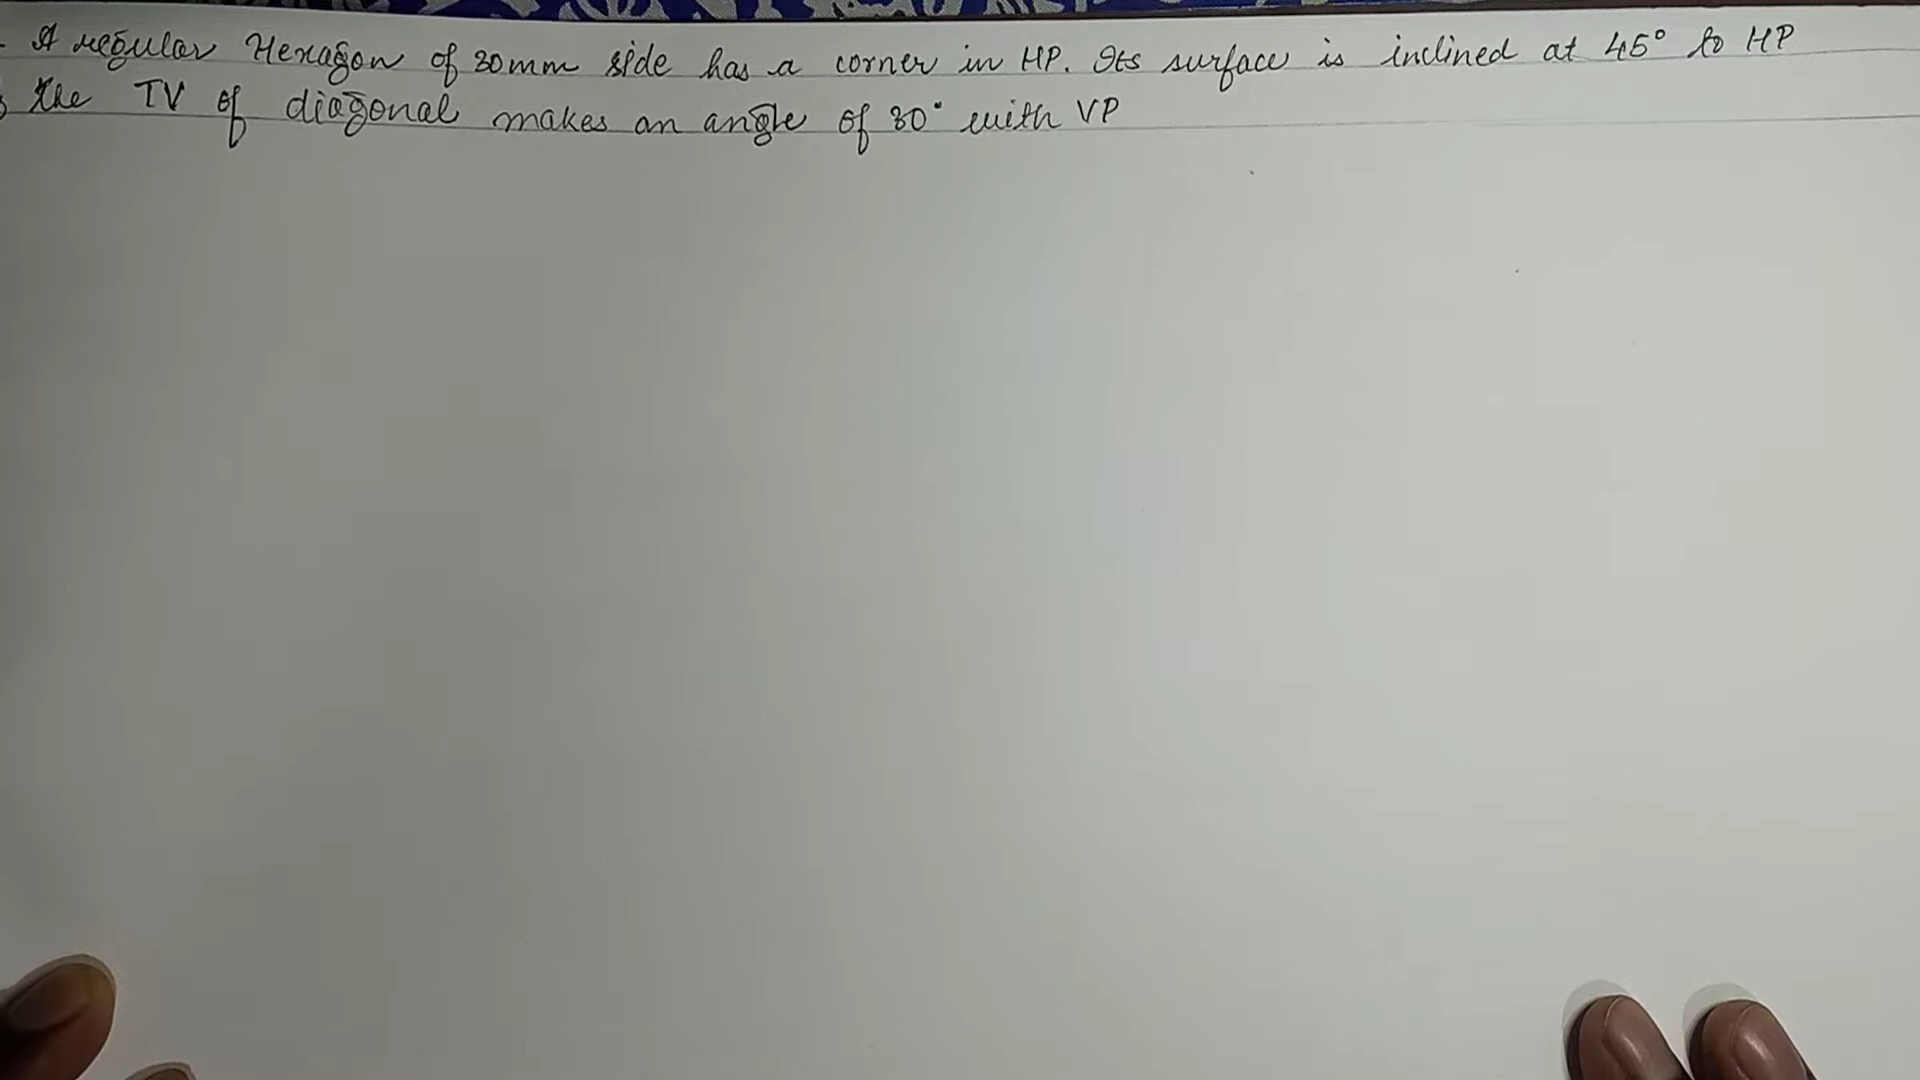 A regular Hexagon of 30mm side has a corner in HP. Its surface is inclined at 45° to HP
the TV of diagonal makes an angle of 30° with VP